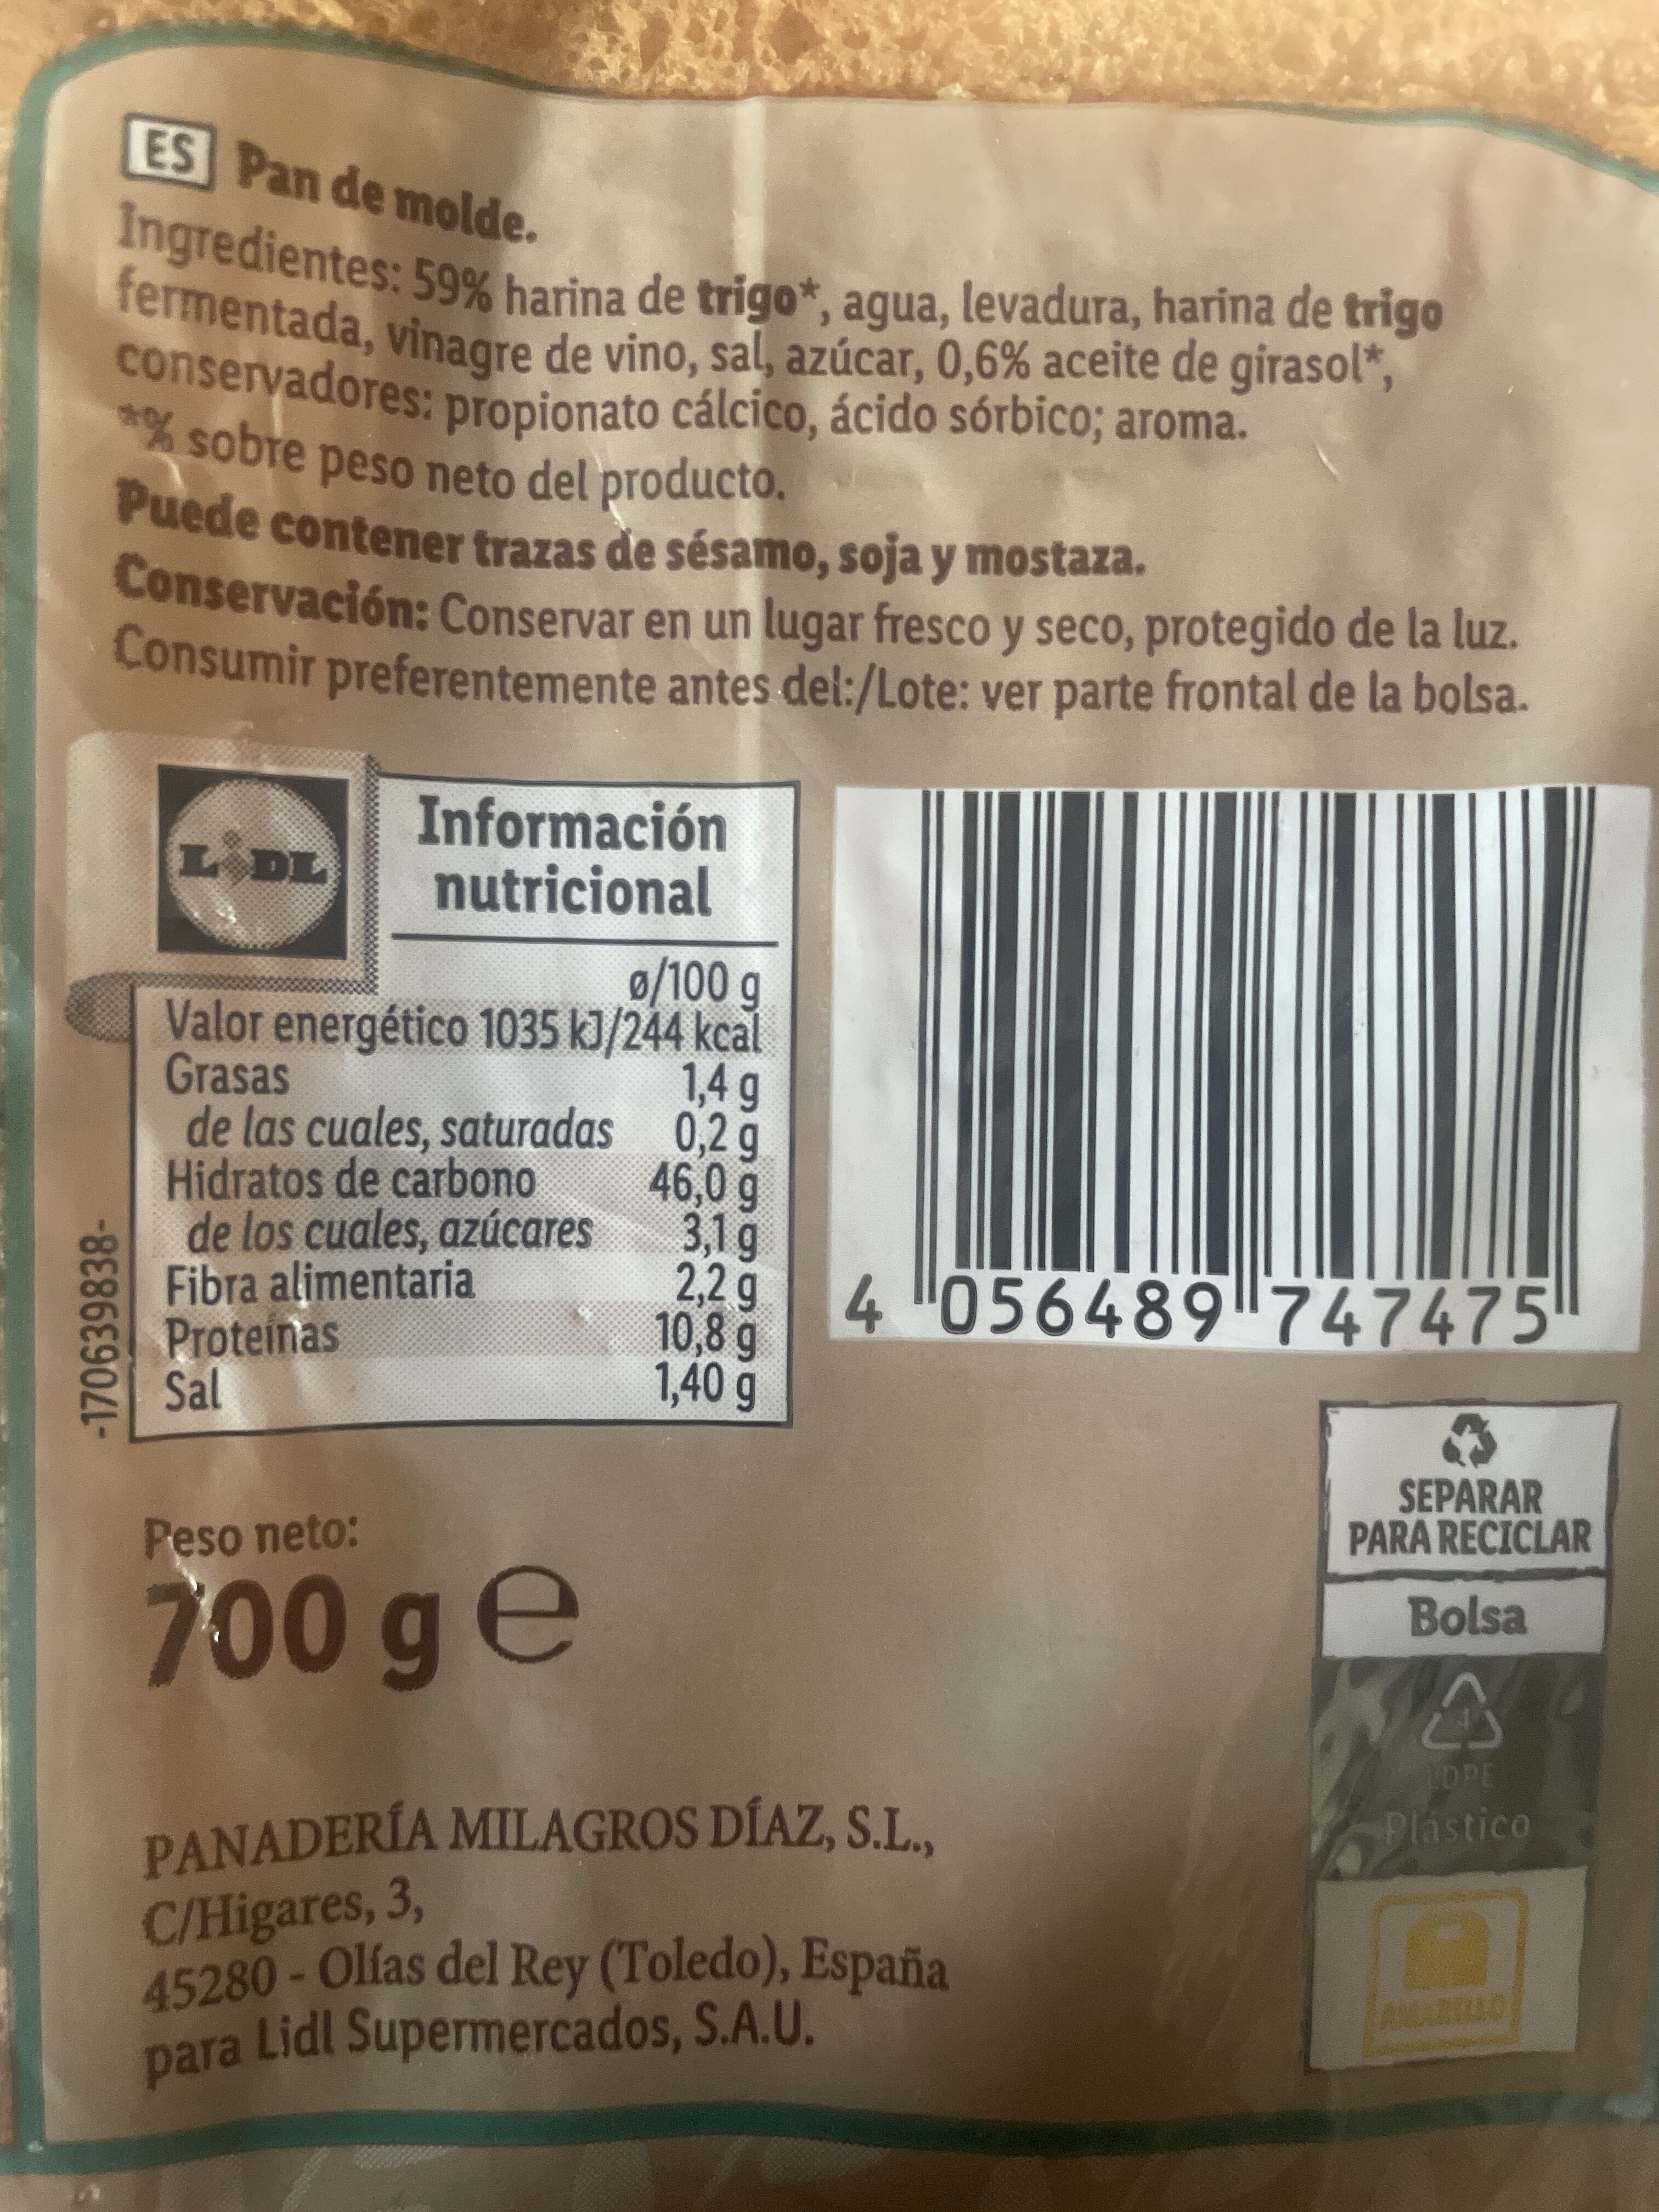 ES Pan de molde.
Ingredientes: 59% harina de trigo*, agua, levadura, harina de trigo
fermentada, vinagre de vino, sal, azúcar, 0,6% aceite de girasol*,
conservadores: propionato cálcico, ácido sórbico; aroma.
*% sobre peso neto del producto.
Puede contener trazas de sésamo, soja y mostaza.
Conservación: Conservar en un lugar fresco y seco, protegido de la luz.
Consumir preferentemente antes del:/Lote: ver parte frontal de la bolsa.
LIDL
Información
nutricional
ø/100 g
Valor energético 1035 kJ/244 kcal
Grasas 1,4 g
de las cuales, saturadas 0,2 g
Hidratos de carbono 46,0 g
de los cuales, azúcares 3,1 g
Fibra alimentaria 2,2 g
Proteínas 10,8 g
Sal 1,40 g
-170639838-
4 056489 747475
Peso neto:
700 g e
SEPARAR
PARA RECICLAR
Bolsa
4
LDPE
Plástico
AMARILLO
PANADERÍA MILAGROS DÍAZ, S.L.,
C/Higares, 3,
45280 - Olías del Rey (Toledo), España
para Lidl Supermercados, S.A.U.